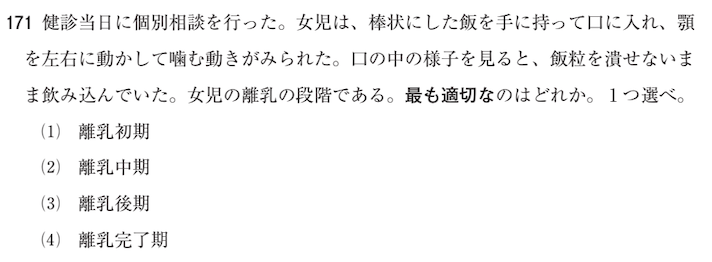 171 健診当日に個別相談を行った。女児は、棒状にした飯を手に持って口に入れ、顎
を左右に動かして噛む動きがみられた。口の中の様子を見ると、飯粒を潰せないま
ま飲み込んでいた。女児の離乳の段階である。最も適切なのはどれか。1つ選べ。
(1) 離乳初期
(2) 離乳中期
(3) 離乳後期
(4) 離乳完了期